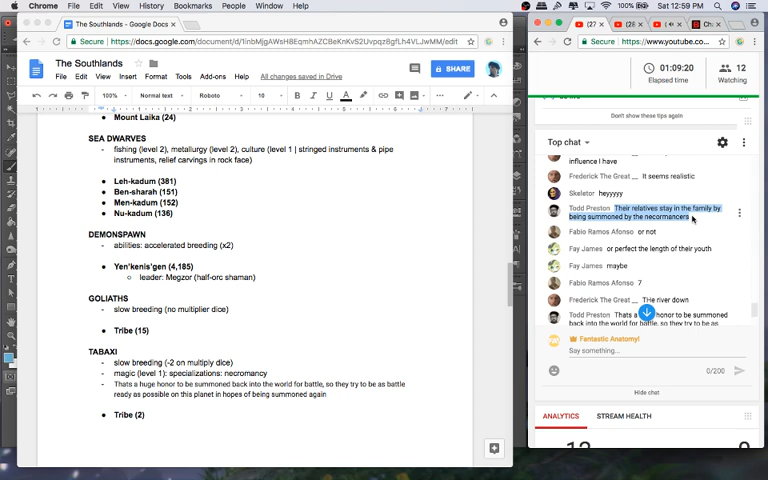 Chrome File Edit View History Bookmarks People Window Help 100% Sat 12:59 PM
The Southlands - Google Docs
Secure https://docs.google.com/document/d/1inbMjgAWsH8EqmhAZCBeKnKvS2Uvpqz8gfLh4VLJwMM/edit
The Southlands
File Edit View Insert Format Tools Add-ons Help All changes saved in Drive
SHARE
100% Normal text Roboto 10
Mount Laika (24)
SEA DWARVES
- fishing (level 2), metallurgy (level 2), culture (level 1 | stringed instruments & pipe
instruments, relief carvings in rock face)
Leh-kadum (381)
Ben-sharah (151)
Men-kadum (152)
Nu-kadum (136)
DEMONSPAWN
- abilities: accelerated breeding (x2)
Yen'kenis'gen (4,185)
leader: Megzor (half-orc shaman)
GOLIATHS
- slow breeding (no multiplier dice)
Tribe (15)
TABAXI
- slow breeding (-2 on multiply dice)
- magic (level 1): specializations: necromancy
- Thats a huge honor to be summoned back into the world for battle, so they try to be as battle
ready as possible on this planet in hopes of being summoned again
Tribe (2)
(27 (28 Ch
Secure https://www.youtube.co...
01:09:20
Elapsed time
12
Watching
Don't show these tips again
Top chat
influence I have
Frederick The Great __ It seems realistic
Skeletor heyyyyy
Todd Preston Their relatives stay in the family by
being summoned by the necormancers
Fabio Ramos Afonso or not
Fay James or perfect the length of their youth
Fay James maybe
Fabio Ramos Afonso 7
Frederick The Great __ THe river down
Todd Preston Thats a honor to be summoned
back into the world for battle, so they try to be as
Fantastic Anatomy!
Say something...
0/200
Hide chat
ANALYTICS STREAM HEALTH